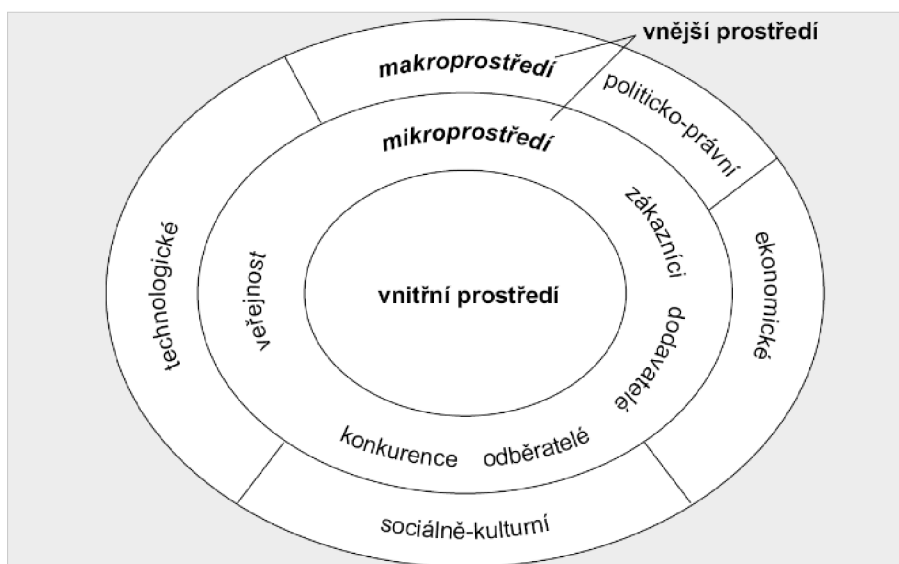 vnější prostředí
makroprostředí
politicko-právní
mikroprostředí
zákazníci
ekonomické
technologické
veřejnost
vnitřní prostředí
dodavatelé
konkurence
odběratelé
sociálně-kulturní